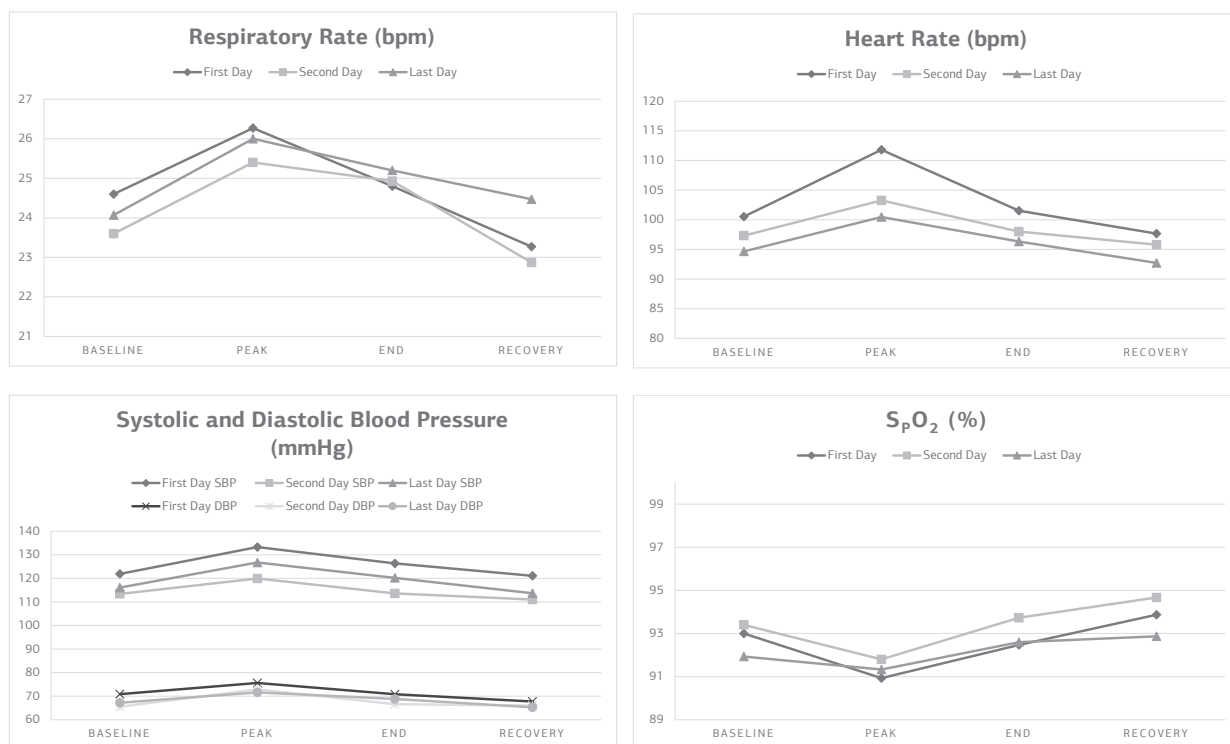 Respiratory Rate (bpm)
First Day Second Day Last Day
27
26
25
24
23
22
21
BASELINE PEAK END RECOVERY
Heart Rate (bpm)
First Day Second Day Last Day
120
115
110
105
100
95
90
85
80
BASELINE PEAK END RECOVERY
Systolic and Diastolic Blood Pressure
(mmHg)
First Day SBP Second Day SBP Last Day SBP
First Day DBP Second Day DBP Last Day DBP
140
130
120
110
100
90
80
70
60
BASELINE PEAK END RECOVERY
SPO2 (%)
First Day Second Day Last Day
99
97
95
93
91
89
BASELINE PEAK END RECOVERY